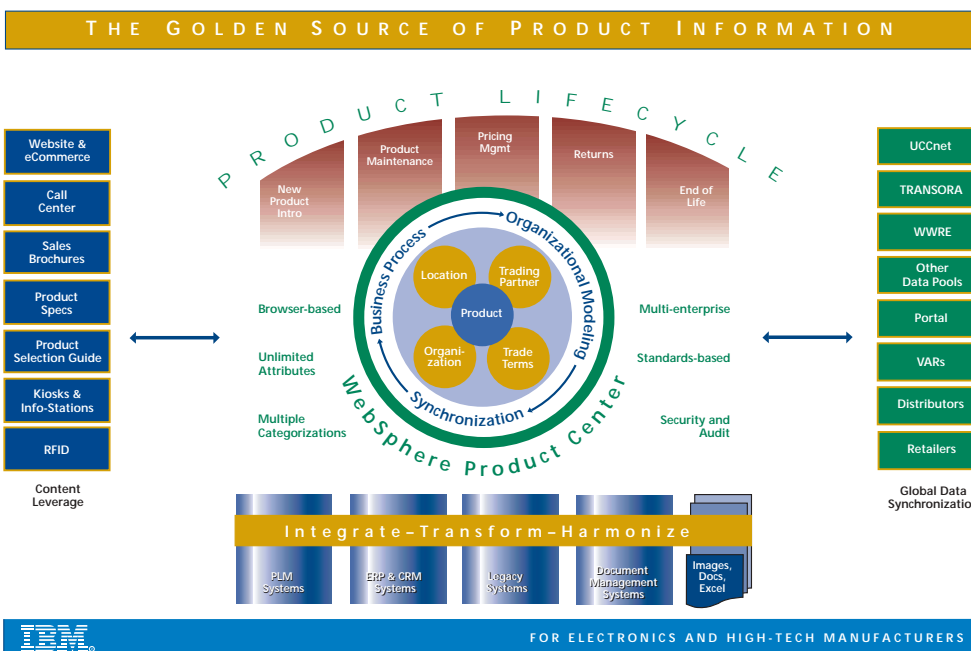 THE GOLDEN SOURCE OF PRODUCT INFORMATION
PRODUCT LIFECYCLE
New
Product
Intro
Product
Maintenance
Pricing
Mgmt
Returns
End of
Life
Website &
eCommerce
Call
Center
Sales
Brochures
Product
Specs
Product
Selection Guide
Kiosks &
Info-Stations
RFID
Content
Leverage
Browser-based
Unlimited
Attributes
Multiple
Categorizations
Business Process
Organizational Modeling
Synchronization
Location
Trading
Partner
Product
Organi-
zation
Trade
Terms
WebSphere Product Center
Multi-enterprise
Standards-based
Security and
Audit
UCCnet
TRANSORA
WWRE
Other
Data Pools
Portal
VARs
Distributors
Retailers
Global Data
Synchronizatio
Integrate–Transform–Harmonize
PLM
Systems
ERP & CRM
Systems
Legacy
Systems
Document
Management
Systems
Images,
Docs,
Excel
IBM®
FOR ELECTRONICS AND HIGH-TECH MANUFACTURERS